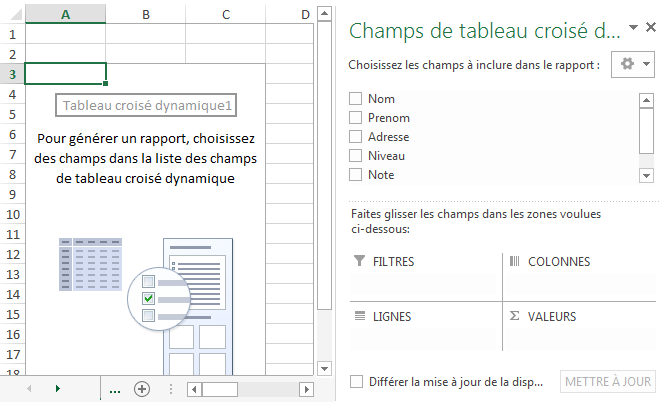 A B C D
1
2
3
4
5
6
7
8
9
10
11
12
13
14
15
16
17
18
Tableau croisé dynamique1
Pour générer un rapport, choisissez
des champs dans la liste des champs
de tableau croisé dynamique
...
Champs de tableau croisé d...
Choisissez les champs à inclure dans le rapport :
Nom
Prenom
Adresse
Niveau
Note
Faites glisser les champs dans les zones voulues
ci-dessous:
FILTRES
COLONNES
LIGNES
Σ VALEURS
Différer la mise à jour de la disp...
METTRE À JOUR